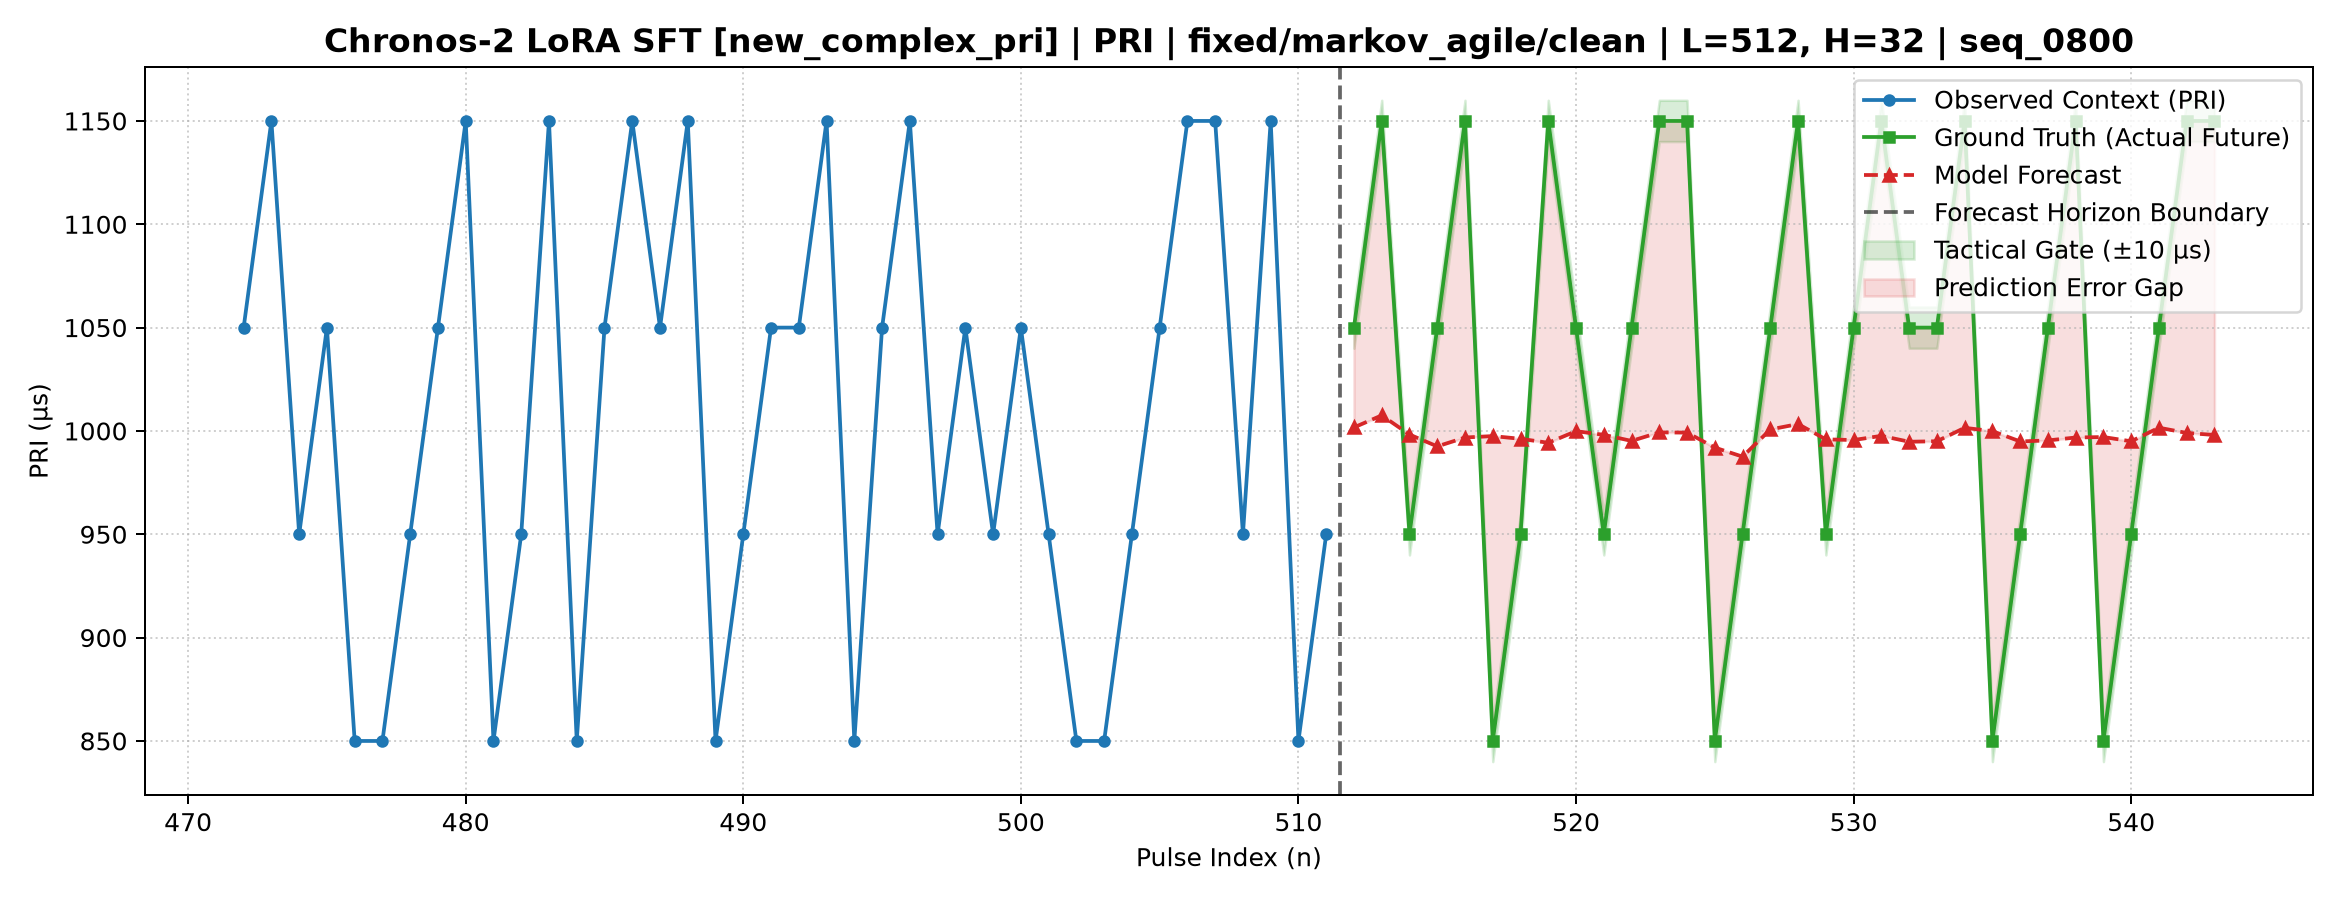 Chronos-2 LoRA SFT [new_complex_pri] | PRI | fixed/markov_agile/clean | L=512, H=32 | seq_0800
Observed Context (PRI)
Ground Truth (Actual Future)
Model Forecast
Forecast Horizon Boundary
Tactical Gate (±10 μs)
Prediction Error Gap
PRI (μs)
1150
1100
1050
1000
950
900
850
470 480 490 500 510 520 530 540
Pulse Index (n)